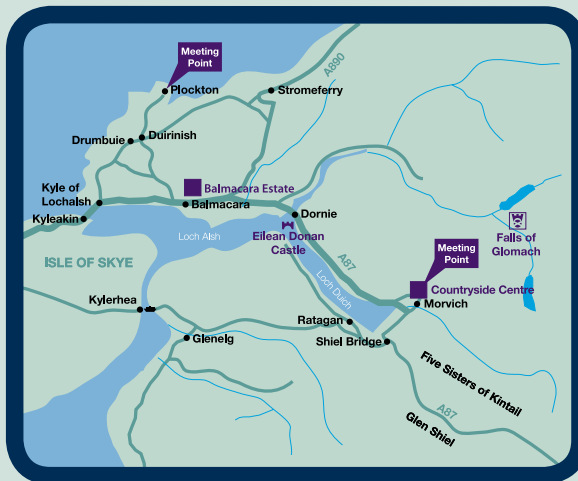 Meeting
Point
Plockton
A890
Stromeferry
Drumbuie
Duirinish
Kyle of
Lochalsh
Balmacara Estate
Kyleakin
Balmacara
Dornie
Loch Alsh
Eilean Donan
Castle
Falls of
Glomach
ISLE OF SKYE
A87
Meeting
Point
Loch Duich
Countryside Centre
Kylerhea
Morvich
Ratagan
Glenelg
Shiel Bridge
Five Sisters of Kintail
A87
Glen Shiel